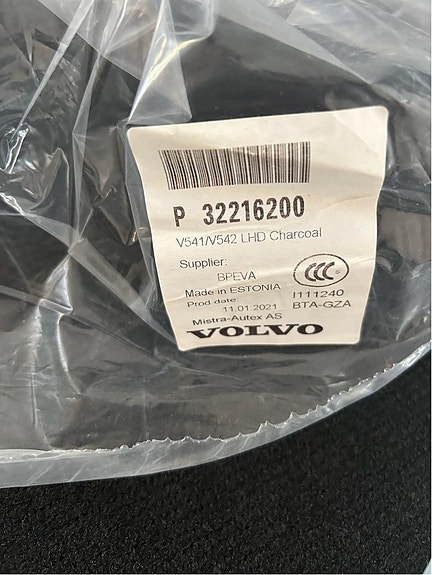 P 32216200
V541/V542 LHD Charcoal
Supplier:
BPEVA
Made in ESTONIA
Prod date:
11.01.2021
Mistra-Autex AS
VOLVO
CCC
I111240
BTA-GZA